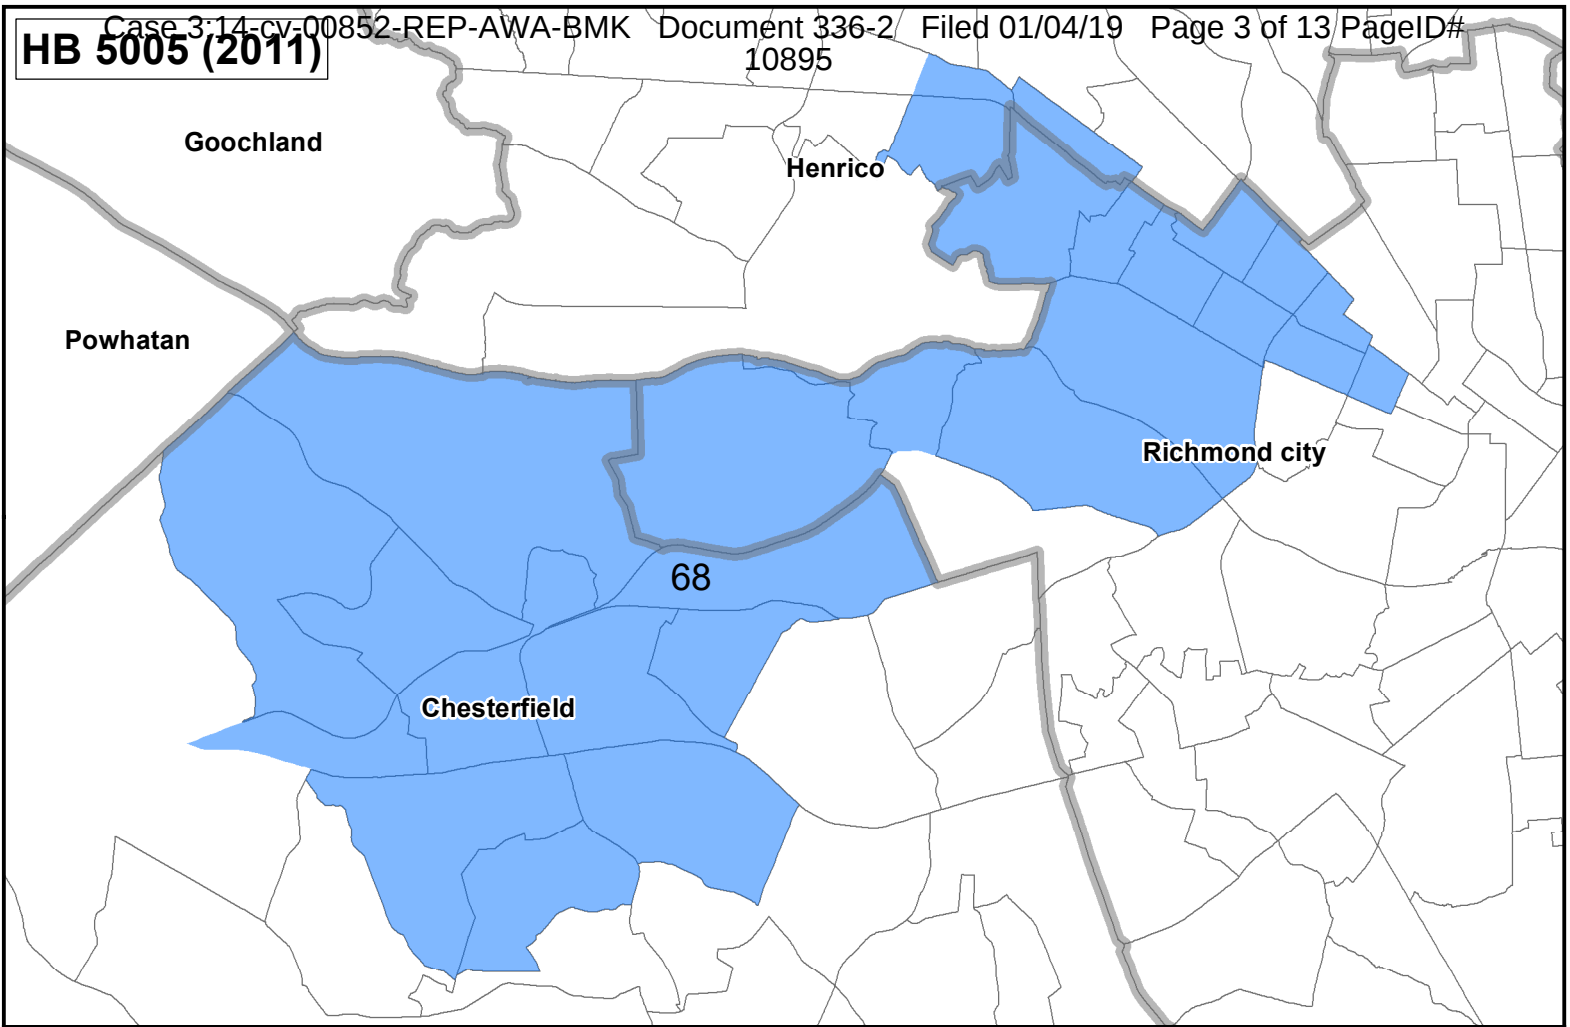 Case 3:14-cv-00852-REP-AWA-BMK Document 336-2 Filed 01/04/19 Page 3 of 13 PageID#
10895
HB 5005 (2011)
Goochland
Henrico
Powhatan
Richmond city
68
Chesterfield